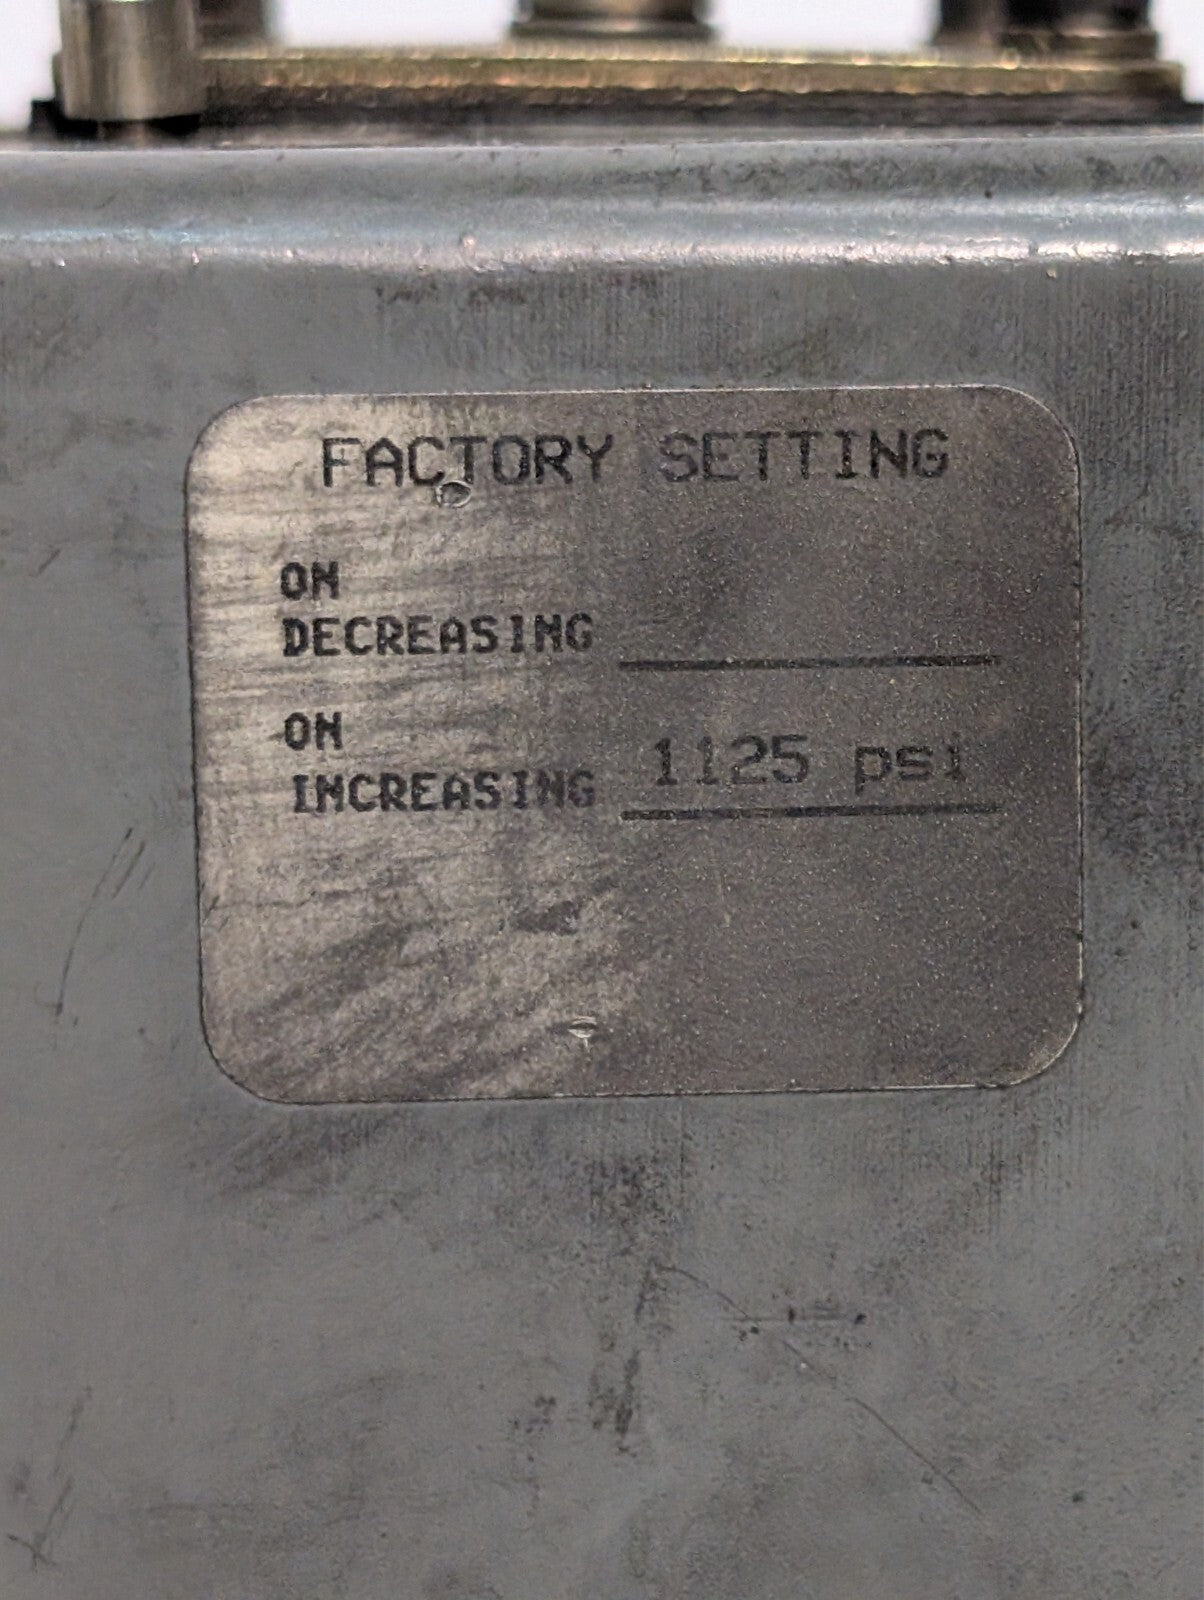 FACTORY SETTING
ON
DECREASING
ON
INCREASING 1125 psi